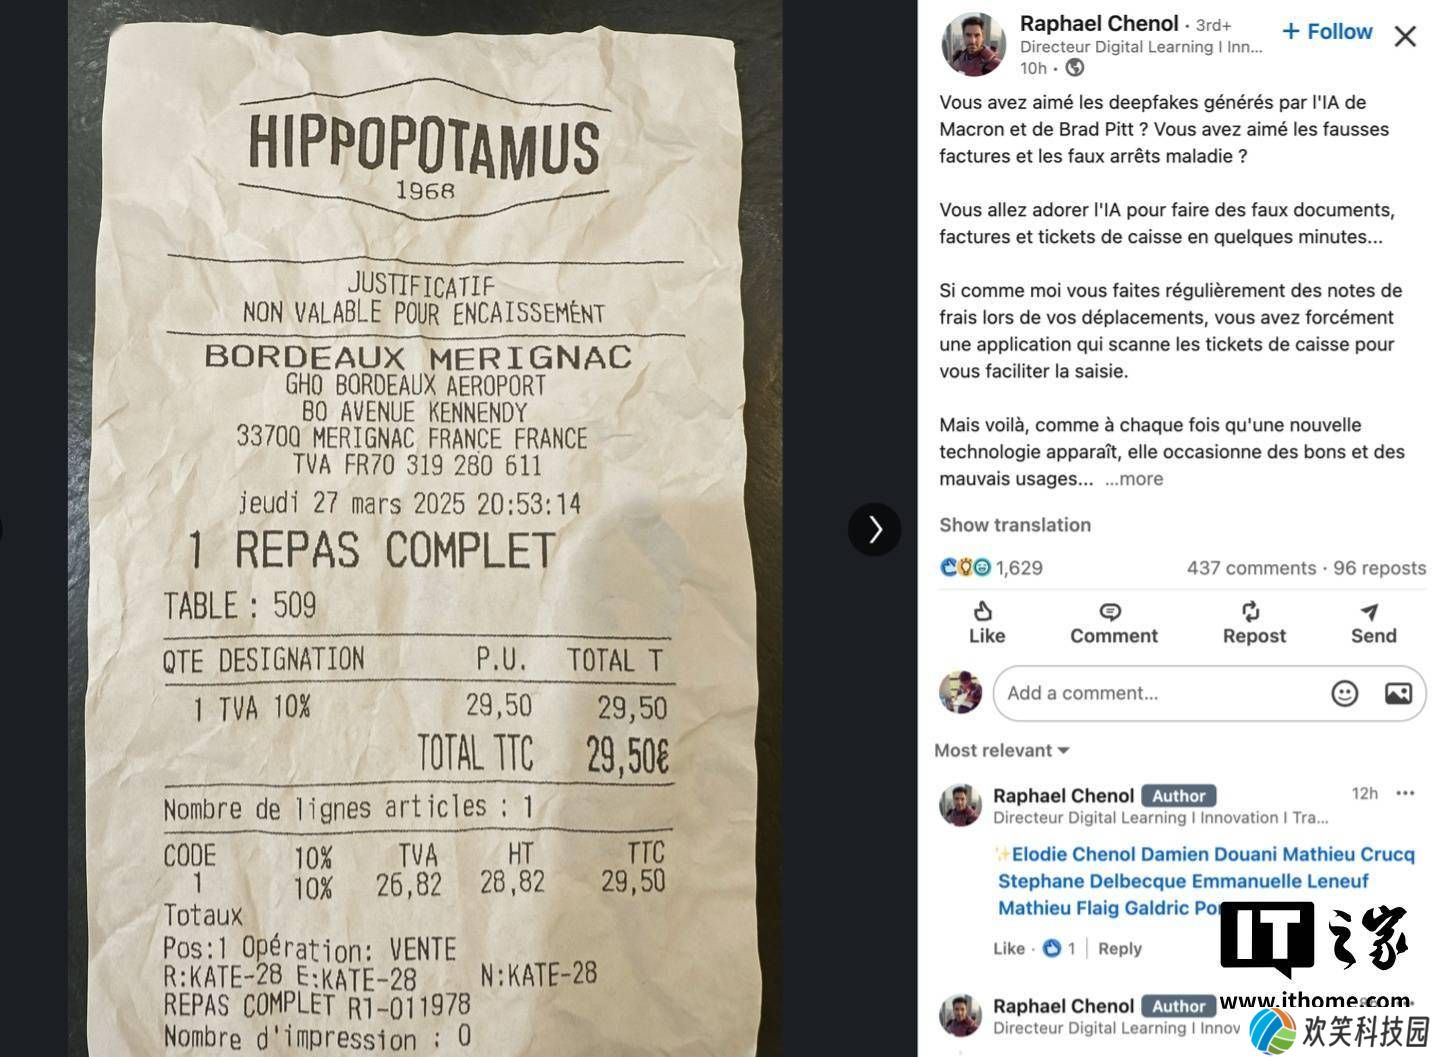 HIPPOPOTAMUS
1968
JUSTIFICATIF
NON VALABLE POUR ENCAISSEMÉNT
BORDEAUX MERIGNAC
GHO BORDEAUX AEROPORT
BO AVENUE KENNENDY
33700 MERIGNAC FRANCE FRANCE
TVA FR70 319 280 611
jeudi 27 mars 2025 20:53:14
1 REPAS COMPLET
TABLE : 509
QTE DESIGNATION P.U. TOTAL T
1 TVA 10% 29,50 29,50
TOTAL TTC 29,50€
Nombre de lignes articles : 1
CODE 10% TVA HT TTC
1 10% 26,82 28,82 29,50
Totaux
Pos:1 Opération: VENTE
R:KATE-28 E:KATE-28 N:KATE-28
REPAS COMPLET R1-011978
Nombre d'impression : 0
Raphael Chenol · 3rd+
+ Follow
Directeur Digital Learning I Inn...
10h ·
Vous avez aimé les deepfakes générés par l'IA de
Macron et de Brad Pitt ? Vous avez aimé les fausses
factures et les faux arrêts maladie ?
Vous allez adorer l'IA pour faire des faux documents,
factures et tickets de caisse en quelques minutes...
Si comme moi vous faites régulièrement des notes de
frais lors de vos déplacements, vous avez forcément
une application qui scanne les tickets de caisse pour
vous faciliter la saisie.
Mais voilà, comme à chaque fois qu'une nouvelle
technologie apparaît, elle occasionne des bons et des
mauvais usages... ...more
Show translation
1,629 437 comments · 96 reposts
Like Comment Repost Send
Add a comment...
Most relevant
Raphael Chenol Author 12h
Directeur Digital Learning I Innovation I Tra...
Elodie Chenol Damien Douani Mathieu Crucq
Stephane Delbecque Emmanuelle Leneuf
Mathieu Flaig Galdric
Like · 1 | Reply
IT之家
www.ithome.com
Raphael Chenol Author
Directeur Digital Learning I
欢笑科技园